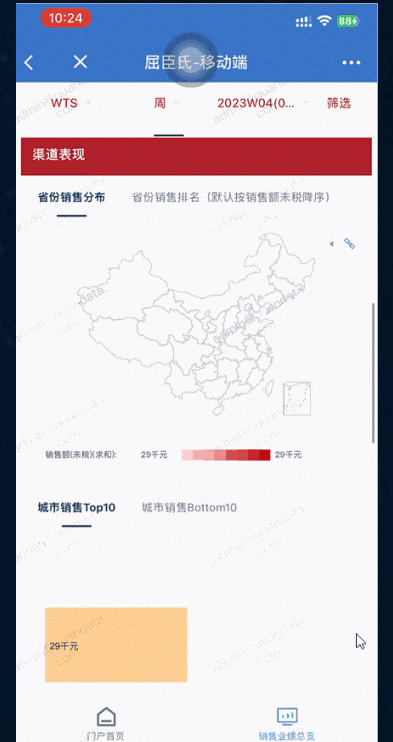 10:24
88
屈臣氏-移动端
WTS
周
2023W04(0...
筛选
渠道表现
省份销售分布
省份销售排名（默认按销售额未税降序）
销售额(未税)(求和):
29千元
29千元
城市销售Top10
城市销售Bottom10
29千元
门户首页
销售业绩总览